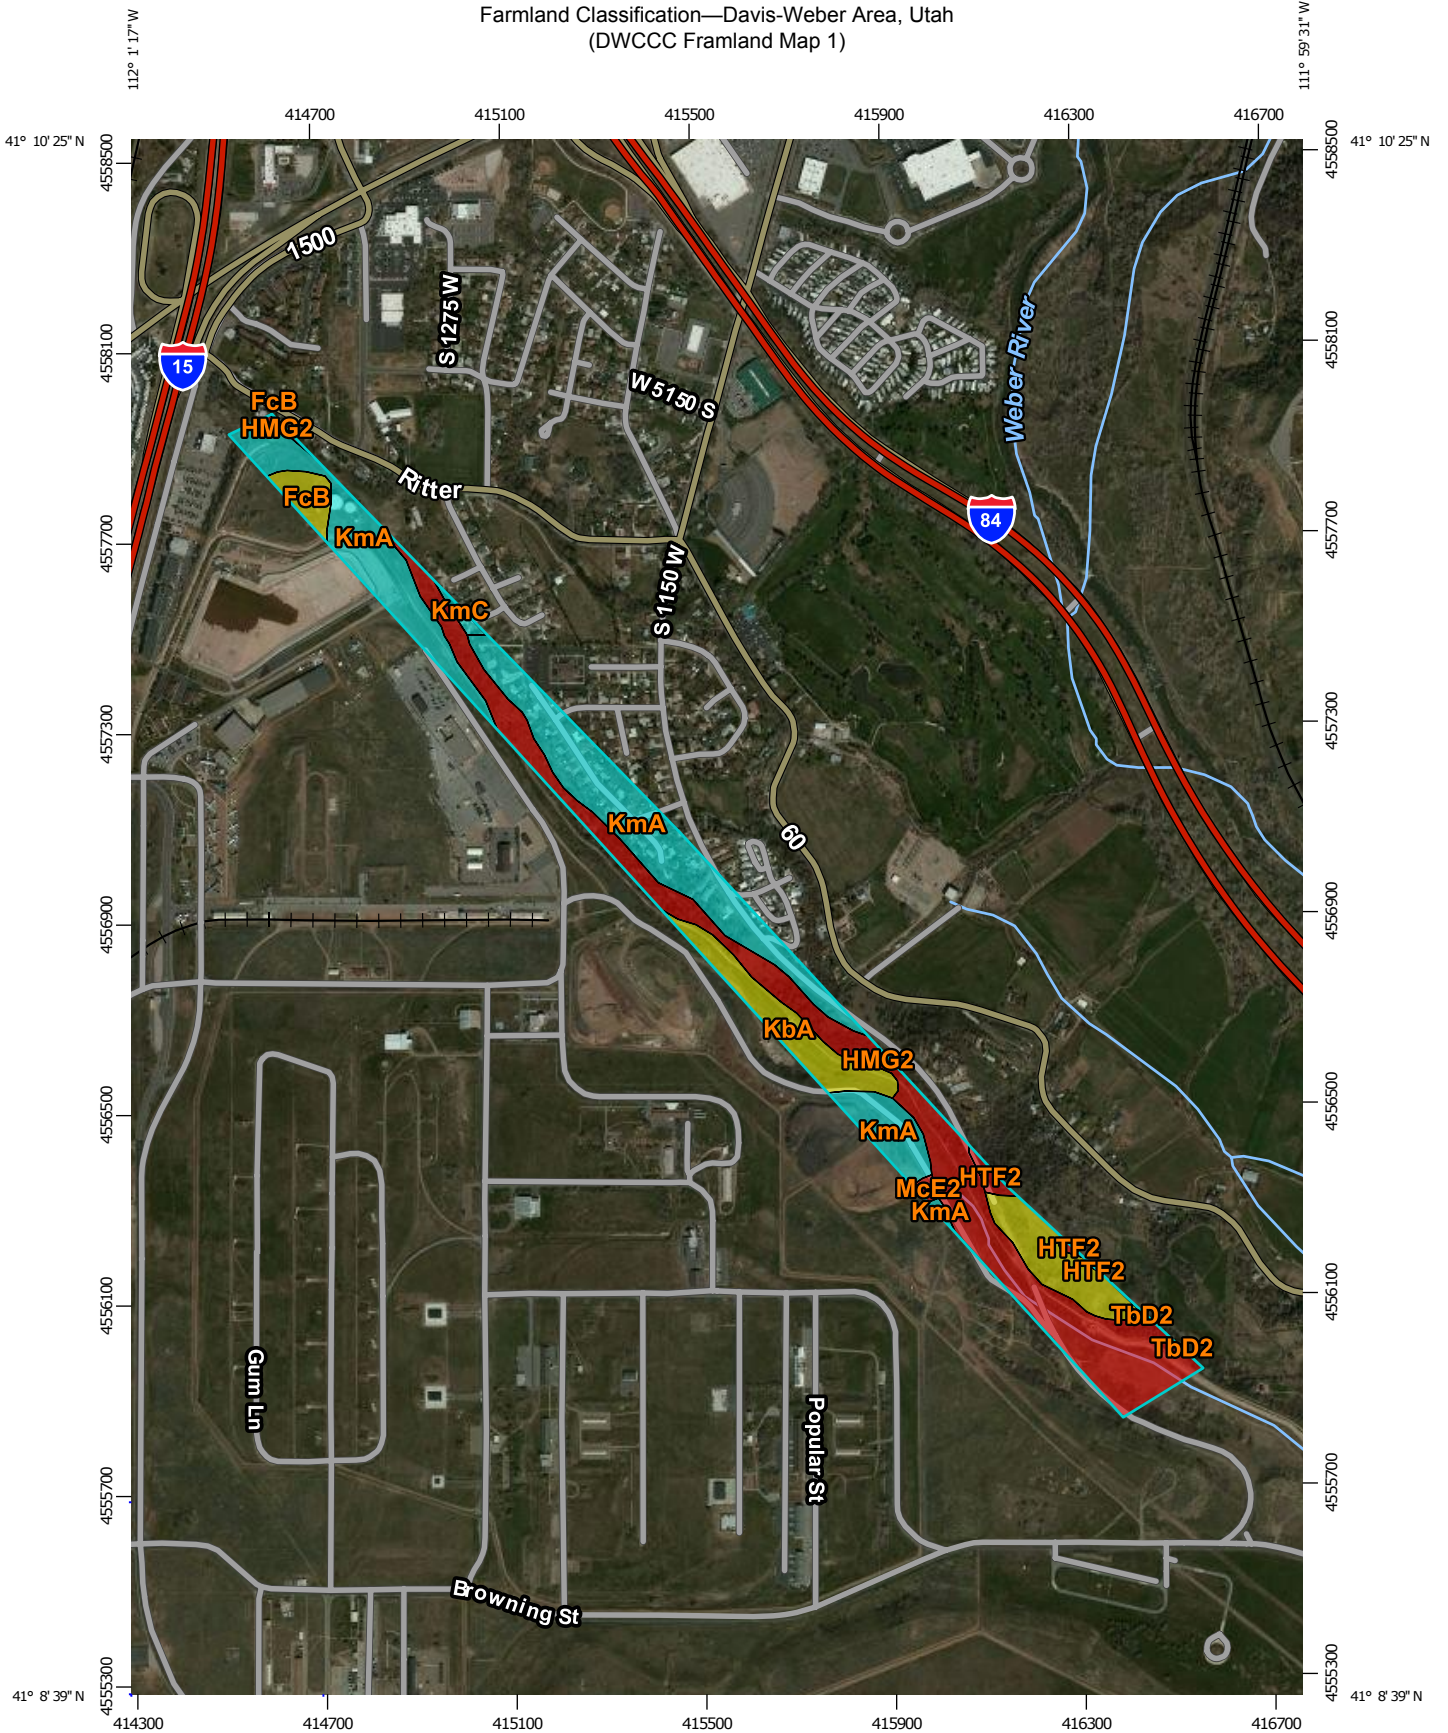 Farmland Classification—Davis-Weber Area, Utah
(DWCCC Framland Map 1)
112° 1' 17" W
111° 59' 31" W
414700
415100
415500
415900
416300
416700
41° 10' 25" N
41° 10' 25" N
4558500
4558500
1500
S 1275 W
Weber River
4558100
4558100
15
W 5150 S
FcB
HMG2
Ritter
FcB
84
4557700
4557700
KmA
S 1150 W
KmC
4557300
4557300
KmA
60
4556900
4556900
KbA
HMG2
4556500
4556500
KmA
HTF2
McE2
KmA
HTF2
HTF2
4556100
4556100
TbD2
TbD2
Gum Ln
Popular St
4555700
4555700
Browning St
4555300
4555300
41° 8' 39" N
41° 8' 39" N
414300
414700
415100
415500
415900
416300
416700